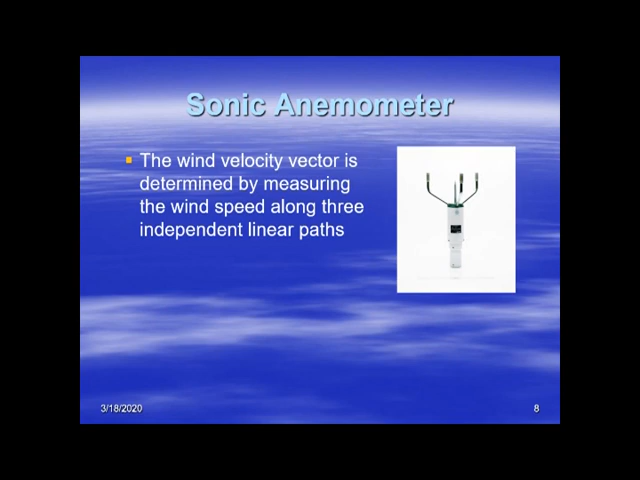 Sonic Anemometer
The wind velocity vector is
determined by measuring
the wind speed along three
independent linear paths
3/18/2020
8